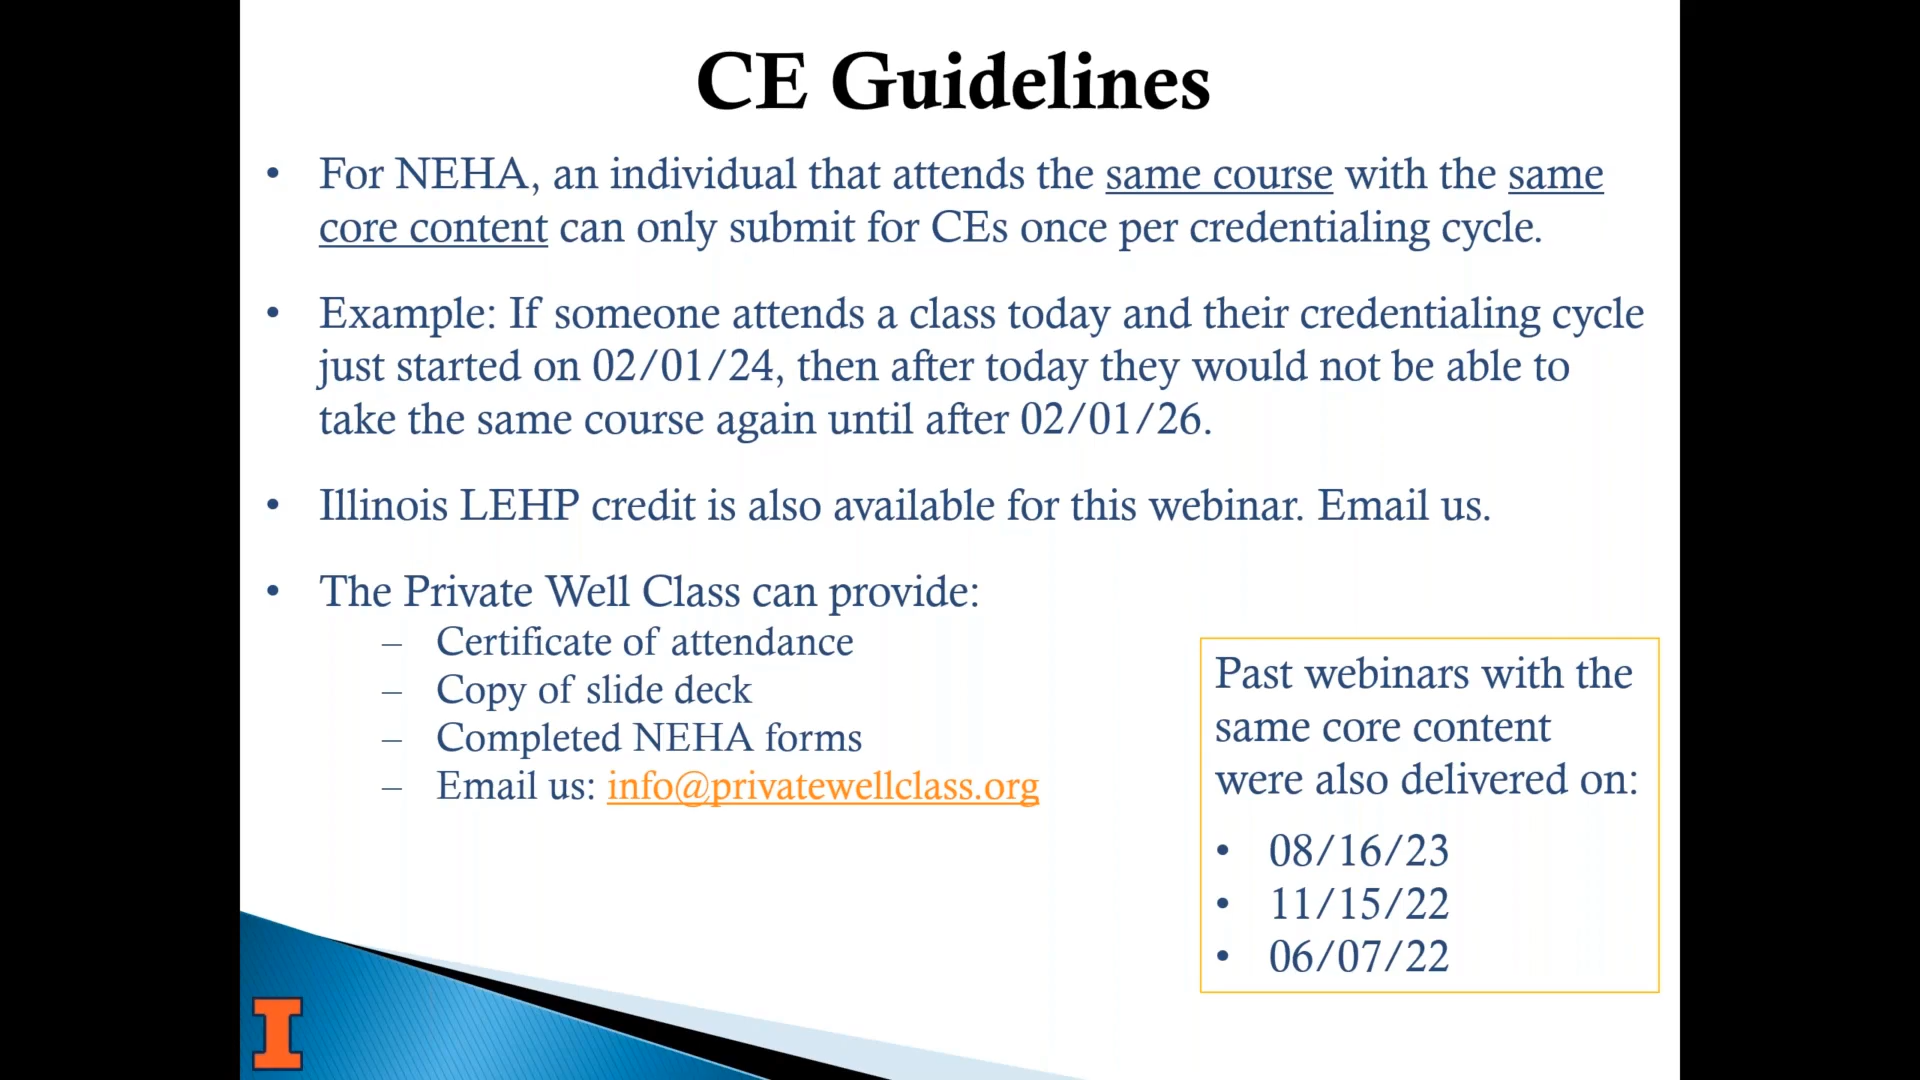 CE Guidelines
• For NEHA, an individual that attends the same course with the same
core content can only submit for CEs once per credentialing cycle.
• Example: If someone attends a class today and their credentialing cycle
just started on 02/01/24, then after today they would not be able to
take the same course again until after 02/01/26.
• Illinois LEHP credit is also available for this webinar. Email us.
• The Private Well Class can provide:
– Certificate of attendance
– Copy of slide deck
– Completed NEHA forms
– Email us: info@privatewellclass.org
Past webinars with the
same core content
were also delivered on:
• 08/16/23
• 11/15/22
• 06/07/22
I